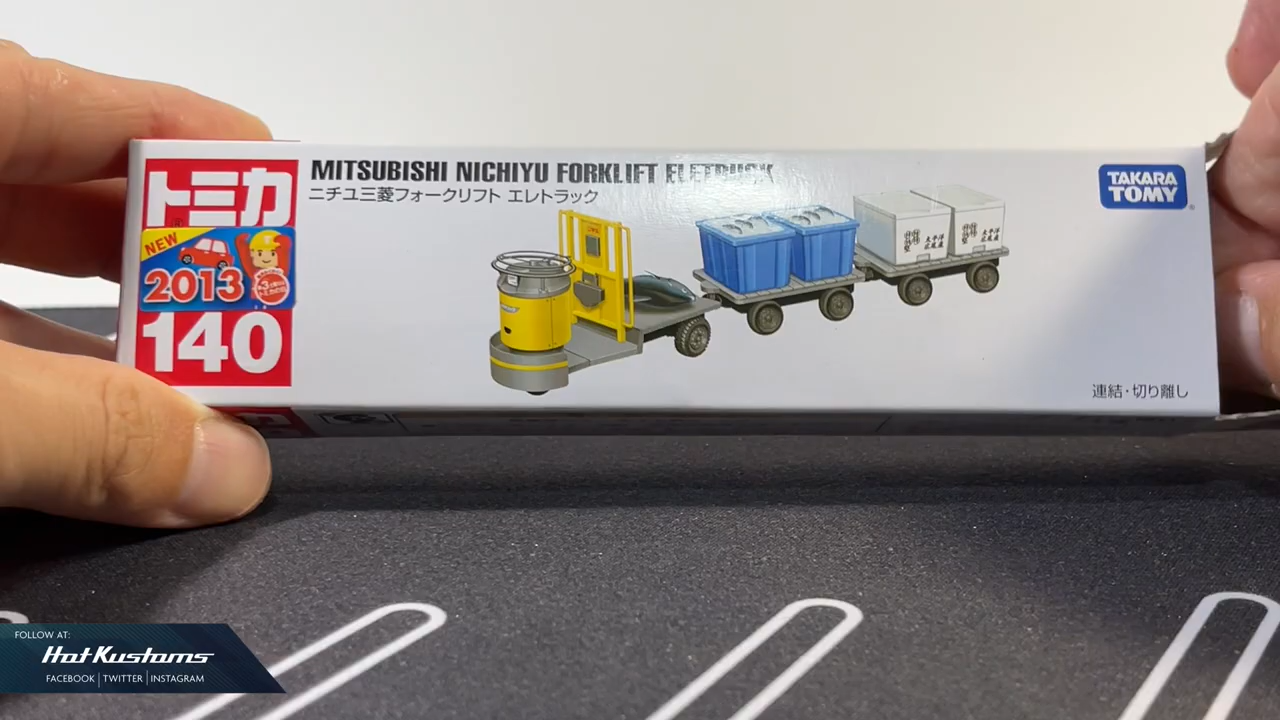 トミカ
NEW
2013
140
MITSUBISHI NICHIYU FORKLIFT ELETRUCK
ニチユ三菱フォークリフト エレトラック
TAKARA
TOMY
連結・切り離し
FOLLOW AT:
Hot Kustoms
FACEBOOK | TWITTER | INSTAGRAM